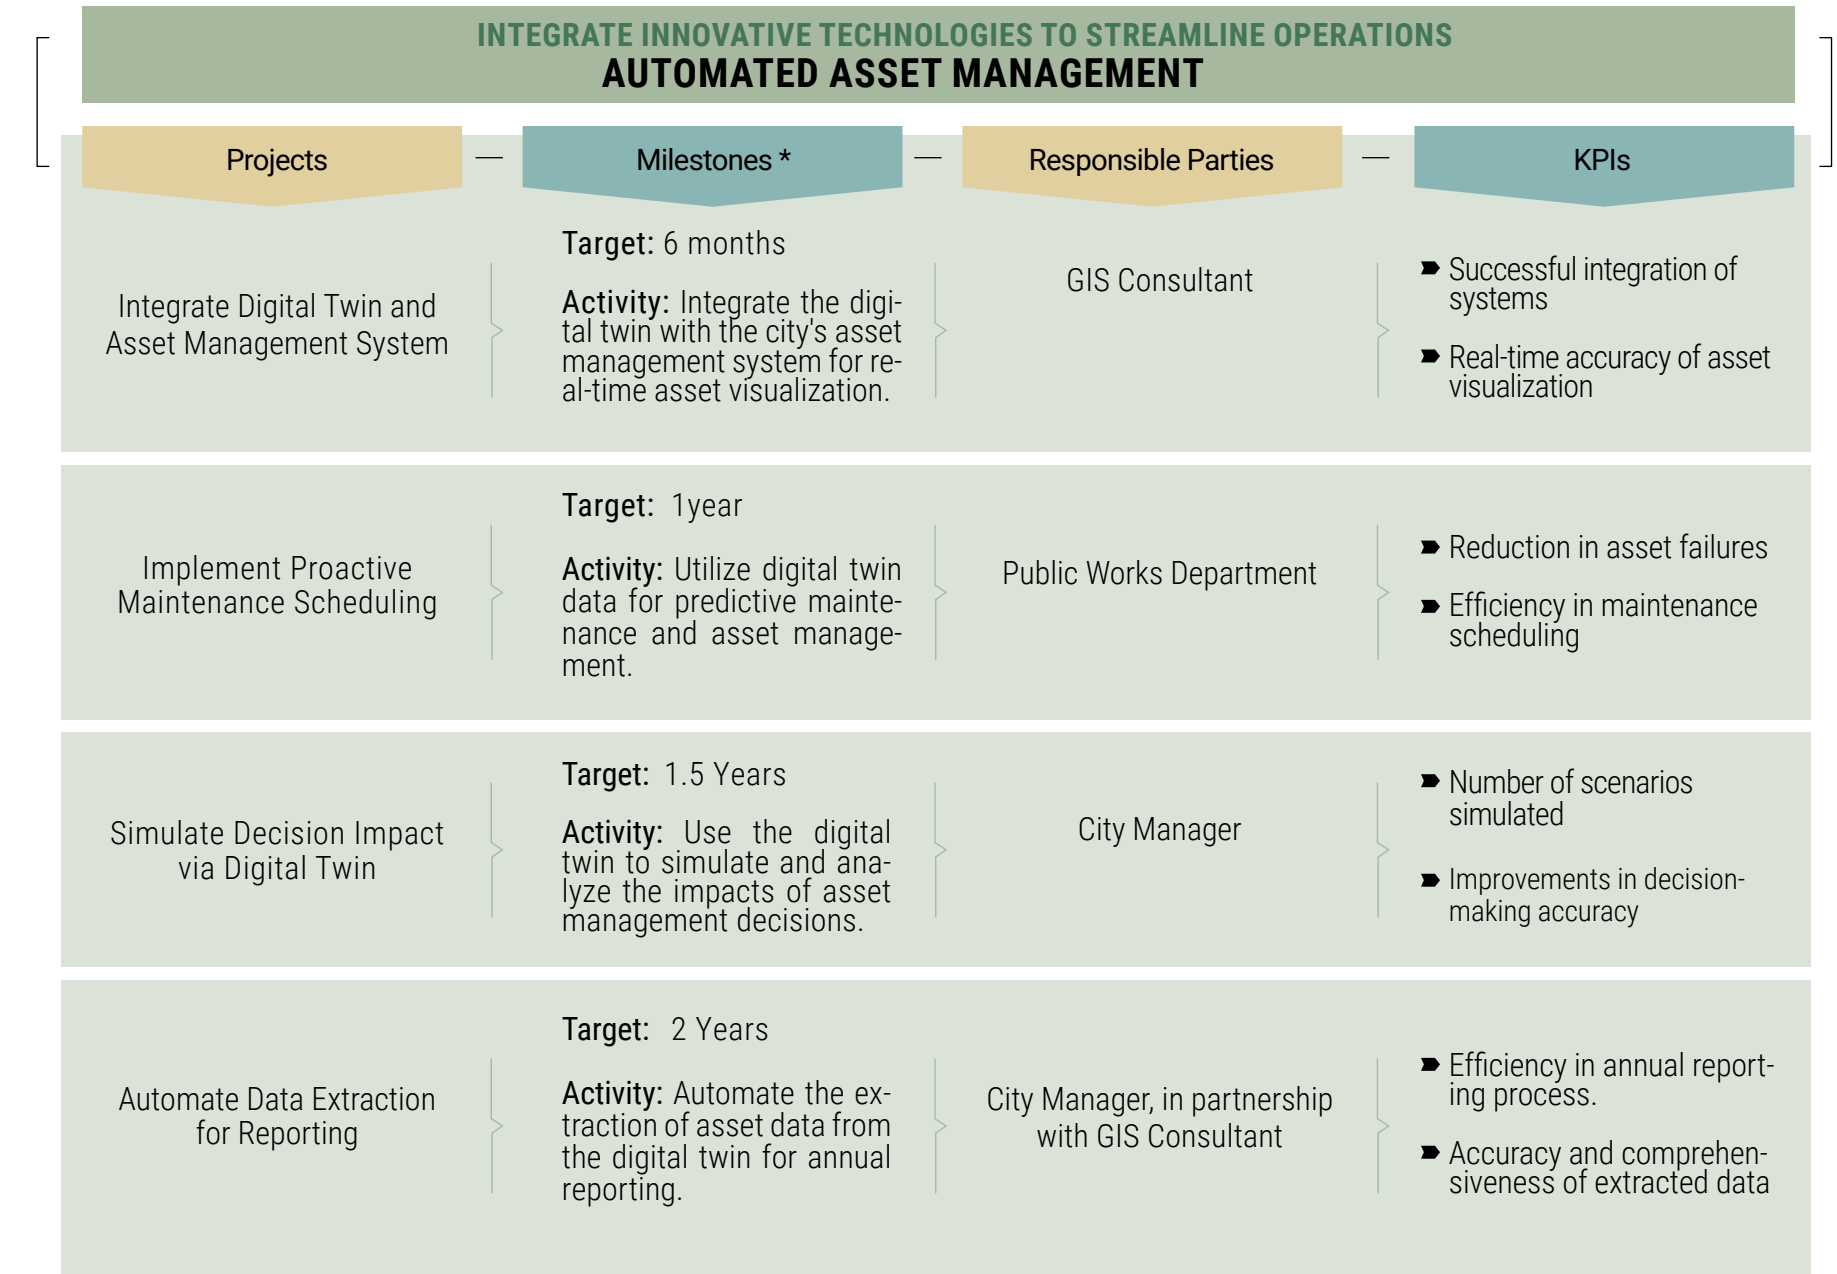 INTEGRATE INNOVATIVE TECHNOLOGIES TO STREAMLINE OPERATIONS
AUTOMATED ASSET MANAGEMENT
Projects
Milestones *
Responsible Parties
KPIs
Integrate Digital Twin and
Asset Management System
Target: 6 months
Activity: Integrate the digi-
tal twin with the city's asset
management system for re-
al-time asset visualization.
GIS Consultant
Successful integration of
systems
Real-time accuracy of asset
visualization
Implement Proactive
Maintenance Scheduling
Target: 1year
Activity: Utilize digital twin
data for predictive mainte-
nance and asset manage-
ment.
Public Works Department
Reduction in asset failures
Efficiency in maintenance
scheduling
Simulate Decision Impact
via Digital Twin
Target: 1.5 Years
Activity: Use the digital
twin to simulate and ana-
lyze the impacts of asset
management decisions.
City Manager
Number of scenarios
simulated
Improvements in decision-
making accuracy
Automate Data Extraction
for Reporting
Target: 2 Years
Activity: Automate the ex-
traction of asset data from
the digital twin for annual
reporting.
City Manager, in partnership
with GIS Consultant
Efficiency in annual report-
ing process.
Accuracy and comprehen-
siveness of extracted data